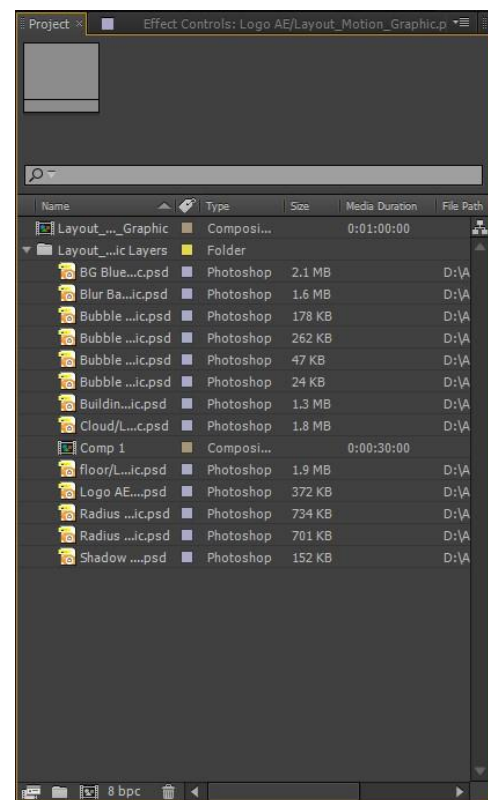 Project × Effect Controls: Logo AE/Layout_Motion_Graphic.p
Name Type Size Media Duration File Path
Layout_..._Graphic Composi... 0:01:00:00
Layout_...ic Layers Folder
BG Blue...c.psd Photoshop 2.1 MB D:\A
Blur Ba...ic.psd Photoshop 1.6 MB D:\A
Bubble ...ic.psd Photoshop 178 KB D:\A
Bubble ...ic.psd Photoshop 262 KB D:\A
Bubble ...ic.psd Photoshop 47 KB D:\A
Bubble ...ic.psd Photoshop 24 KB D:\A
Buildin...ic.psd Photoshop 1.3 MB D:\A
Cloud/L...c.psd Photoshop 1.8 MB D:\A
Comp 1 Composi... 0:00:30:00
floor/L...ic.psd Photoshop 1.9 MB D:\A
Logo AE....psd Photoshop 372 KB D:\A
Radius ...ic.psd Photoshop 734 KB D:\A
Radius ...ic.psd Photoshop 701 KB D:\A
Shadow ....psd Photoshop 152 KB D:\A
8 bpc